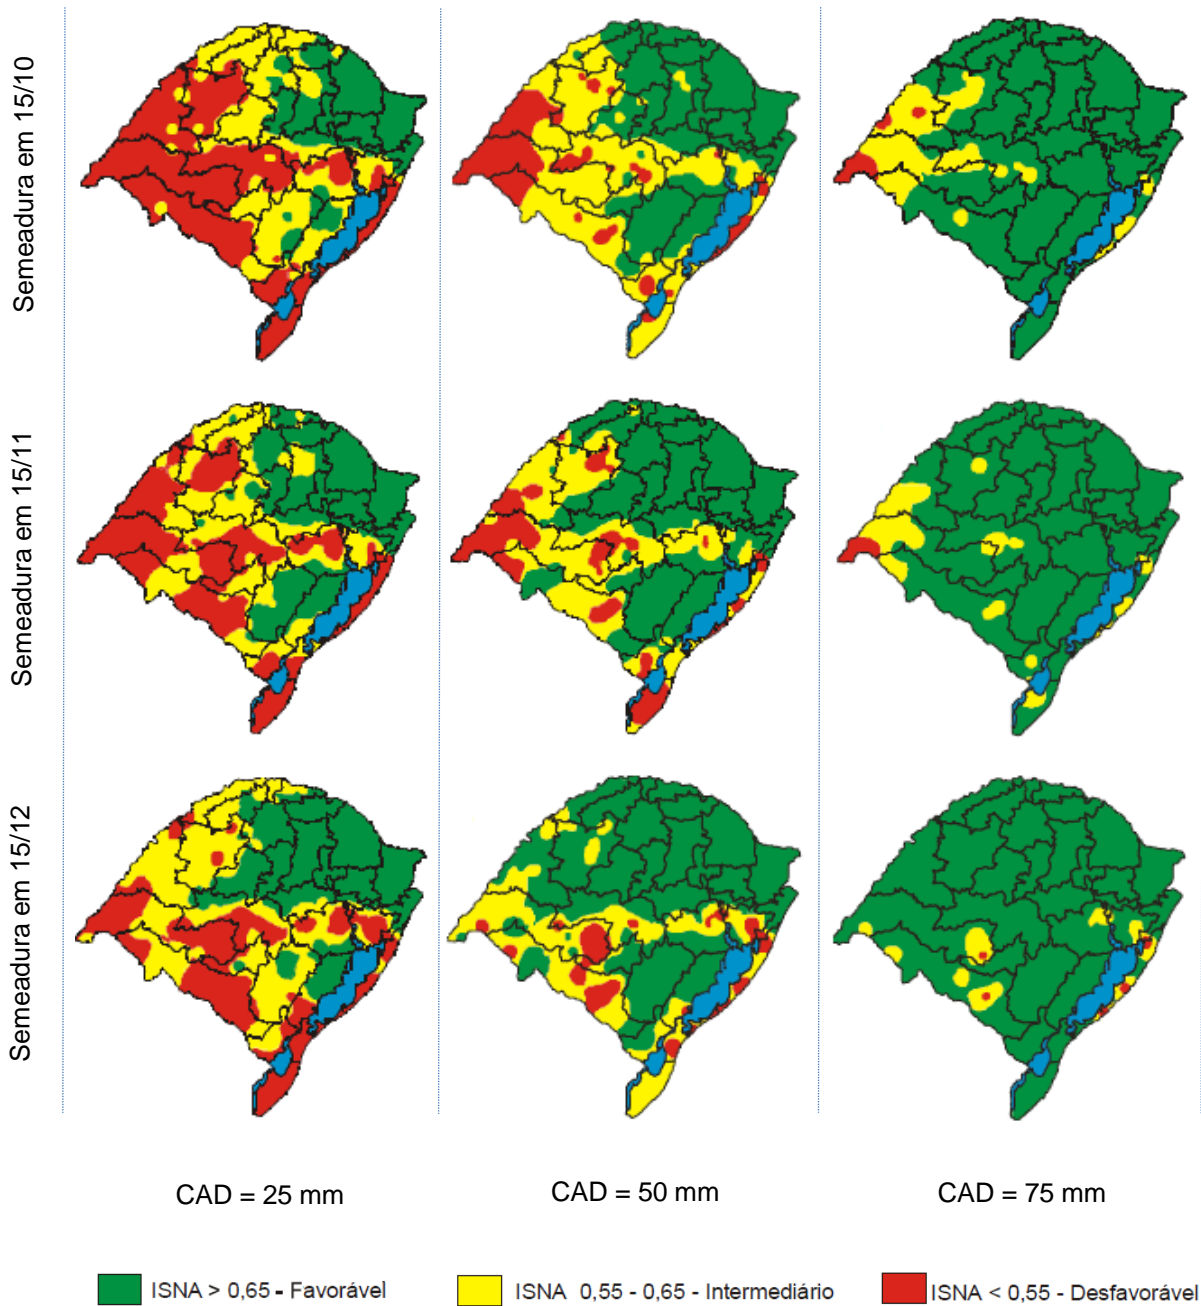 Semeadura em 15/10
Semeadura em 15/11
Semeadura em 15/12
CAD = 25 mm
CAD = 50 mm
CAD = 75 mm
ISNA > 0,65 - Favorável
ISNA 0,55 - 0,65 - Intermediário
ISNA < 0,55 - Desfavorável